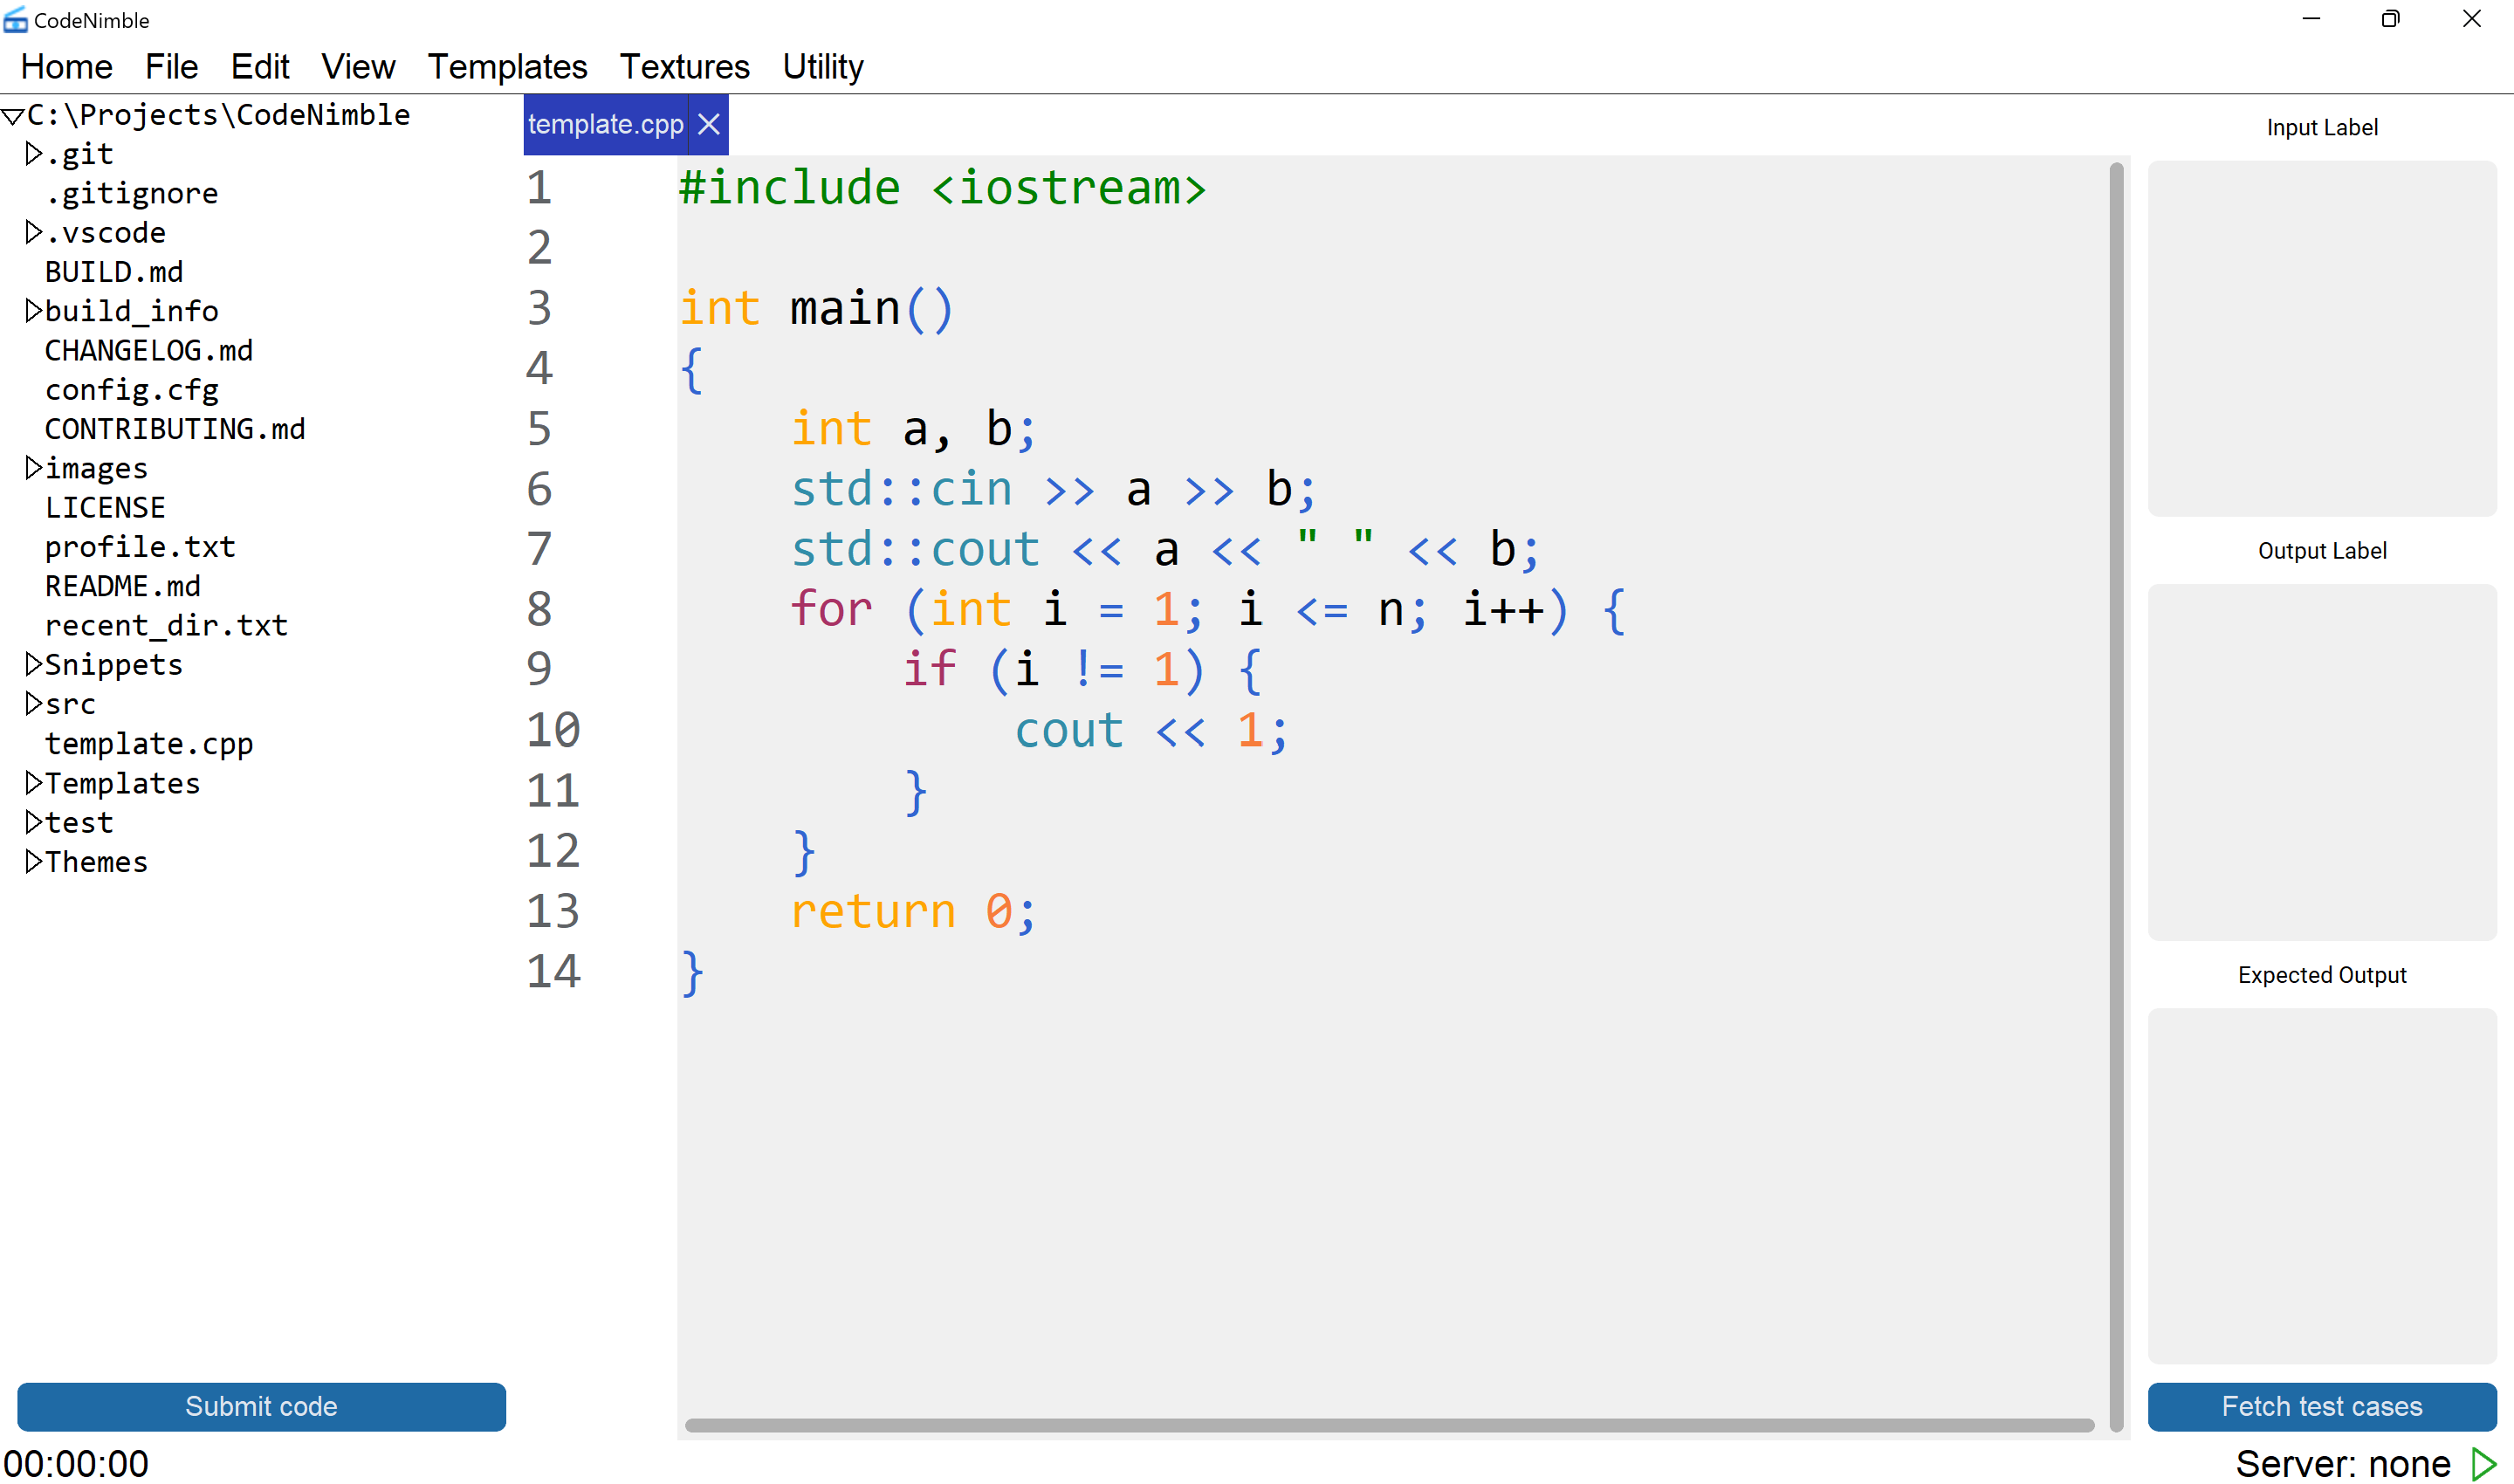 CodeNimble
Home File Edit View Templates Textures Utility
C:\Projects\CodeNimble
.git
.gitignore
.vscode
BUILD.md
build_info
CHANGELOG.md
config.cfg
CONTRIBUTING.md
images
LICENSE
profile.txt
README.md
recent_dir.txt
Snippets
src
template.cpp
Templates
test
Themes
Submit code
00:00:00
template.cpp
1 #include <iostream>
2
3 int main()
4 {
5     int a, b;
6     std::cin >> a >> b;
7     std::cout << a << " " << b;
8     for (int i = 1; i <= n; i++) {
9         if (i != 1) {
10             cout << 1;
11         }
12     }
13     return 0;
14 }
Input Label
Output Label
Expected Output
Fetch test cases
Server: none